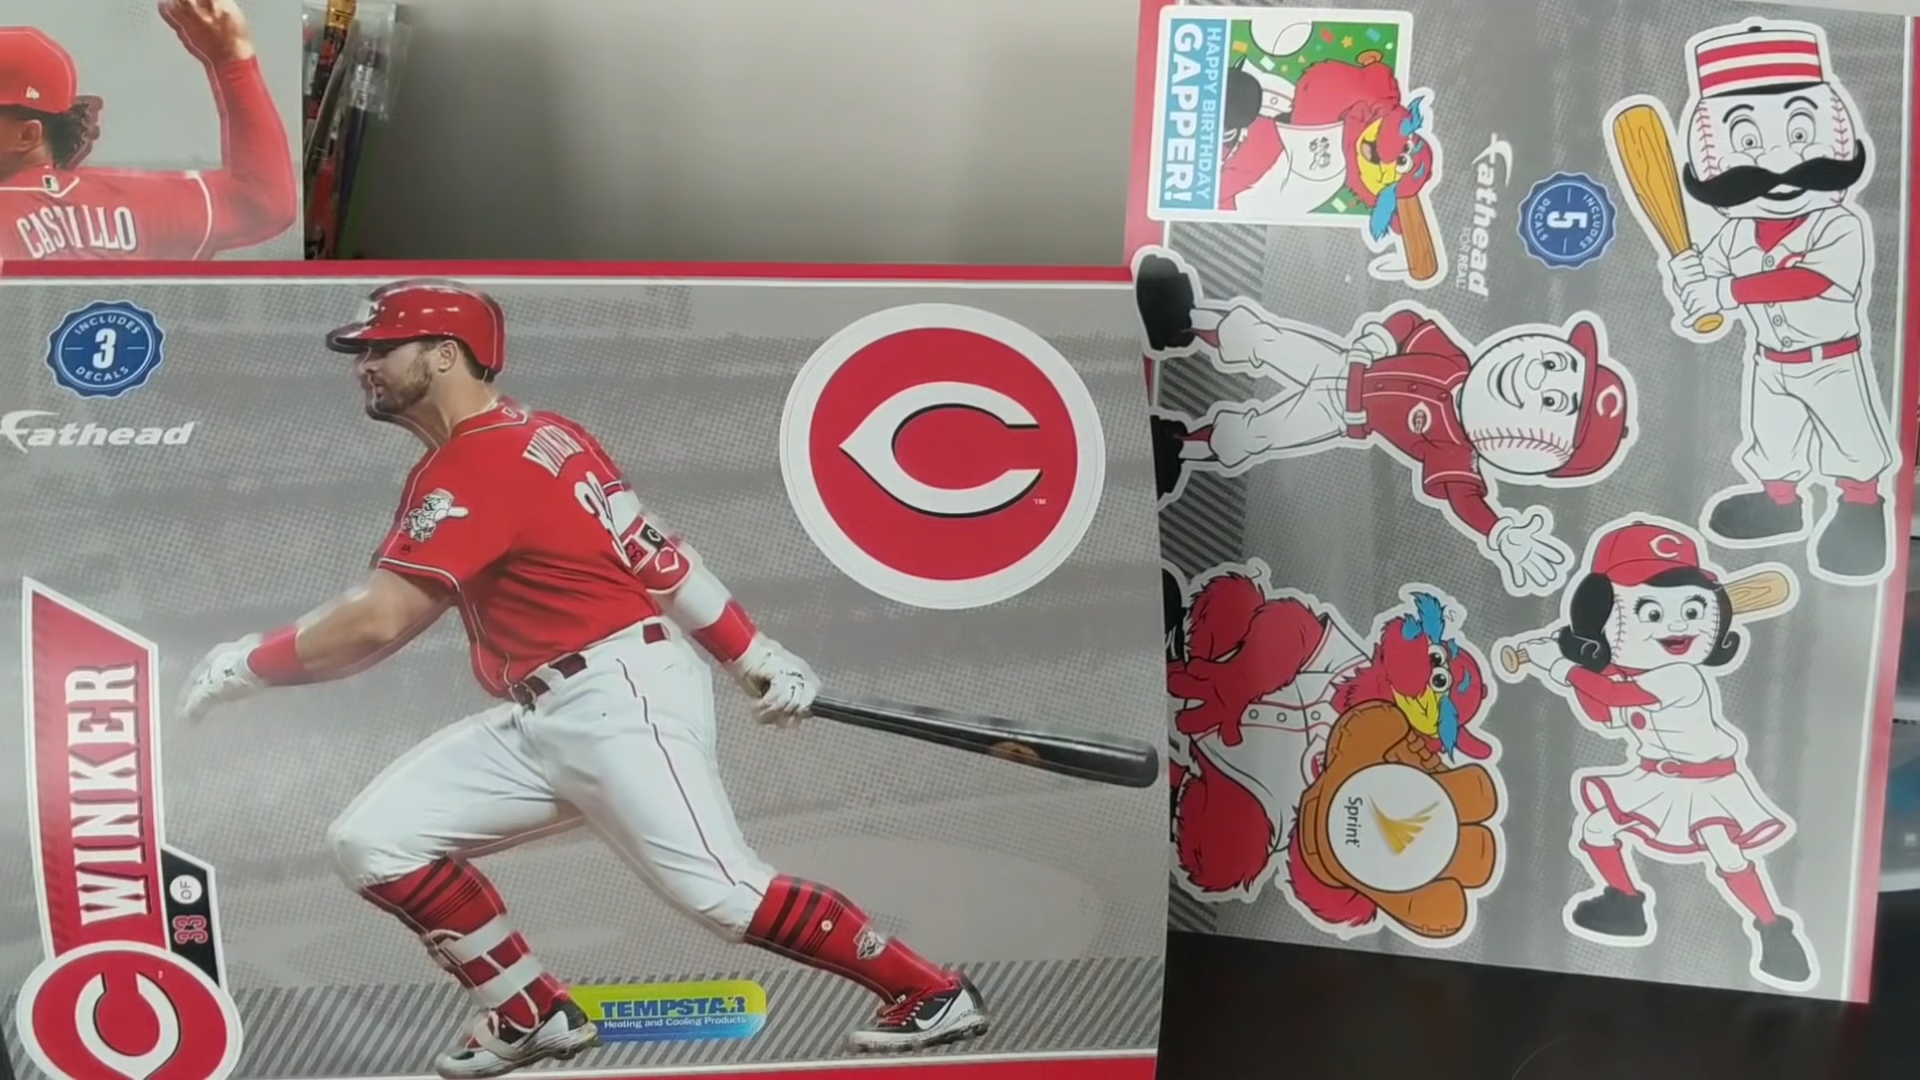 CASTILLO
INCLUDES
3
DECALS
Fathead
WINKER
33 OF
C
C
TM
TEMPSTAR
Heating and Cooling Products
HAPPY BIRTHDAY
GAPPER!
Fathead
FOR REAL
INCLUDES
5
DECALS
C
C
Sprint